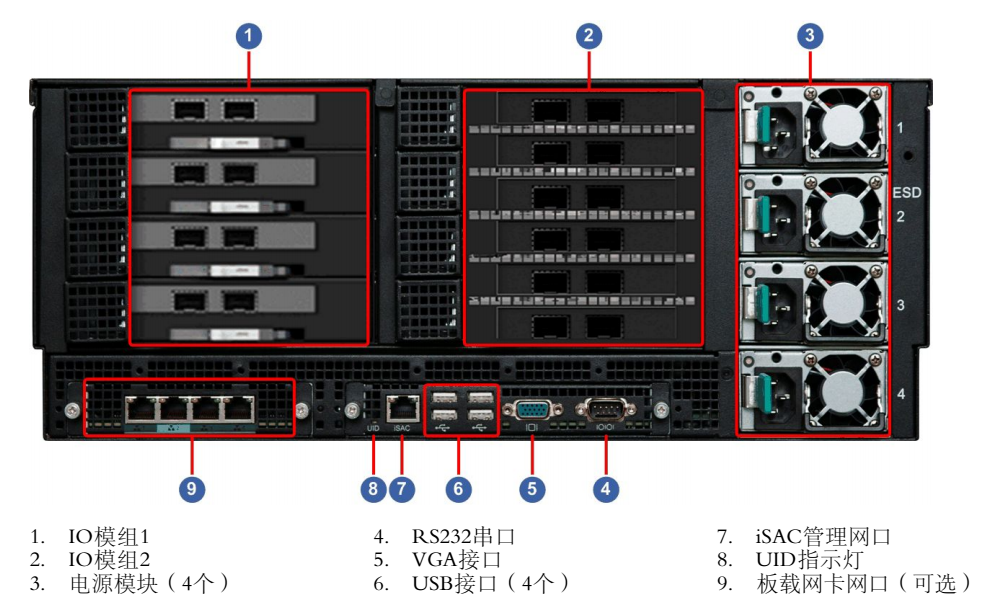 1 2 3
1
ESD
2
3
4
UID iSAC IOIOI
9 8 7 6 5 4
1. IO模组1
2. IO模组2
3. 电源模块（4个）
4. RS232串口
5. VGA接口
6. USB接口（4个）
7. iSAC管理网口
8. UID指示灯
9. 板载网卡网口（可选）